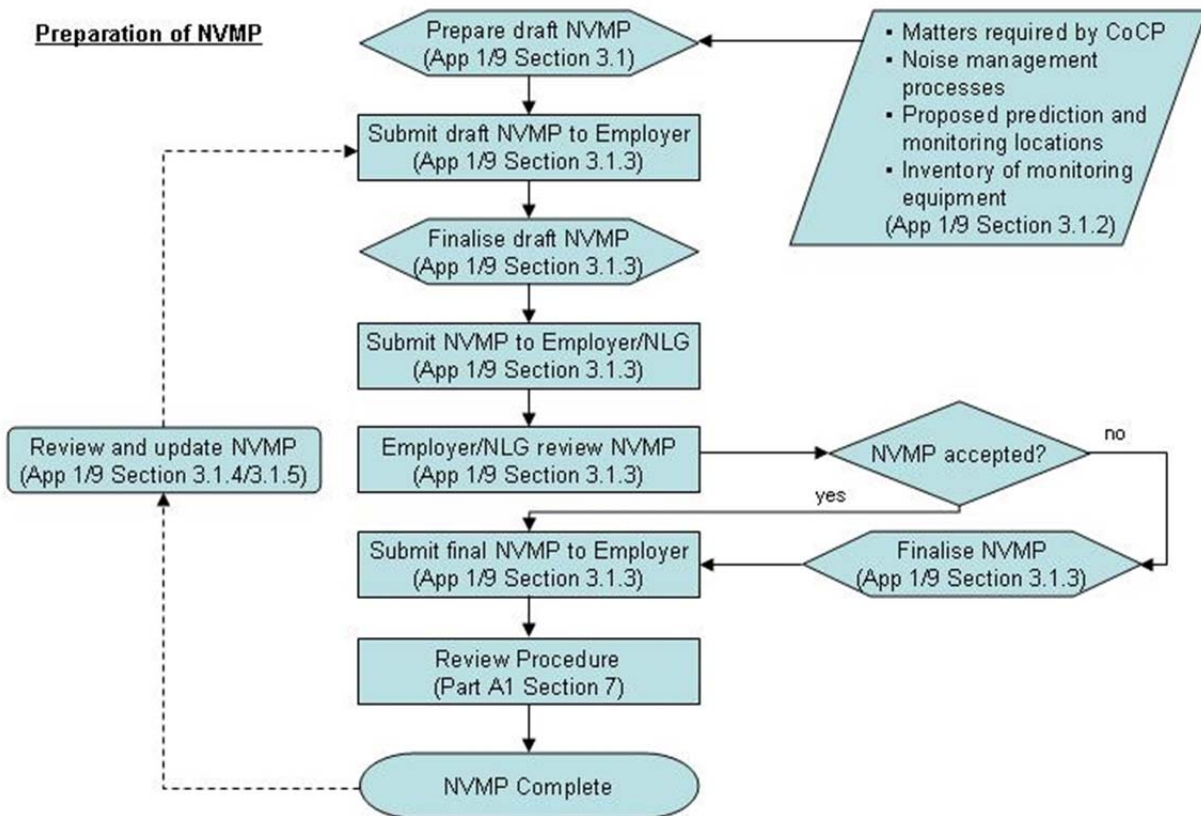 Preparation of NVMP
Prepare draft NVMP
(App 1/9 Section 3.1)
▪ Matters required by CoCP
▪ Noise management
processes
▪ Proposed prediction and
monitoring locations
▪ Inventory of monitoring
equipment
(App 1/9 Section 3.1.2)
Submit draft NVMP to Employer
(App 1/9 Section 3.1.3)
Finalise draft NVMP
(App 1/9 Section 3.1.3)
Submit NVMP to Employer/NLG
(App 1/9 Section 3.1.3)
Review and update NVMP
(App 1/9 Section 3.1.4/3.1.5)
Employer/NLG review NVMP
(App 1/9 Section 3.1.3)
NVMP accepted?
no
yes
Submit final NVMP to Employer
(App 1/9 Section 3.1.3)
Finalise NVMP
(App 1/9 Section 3.1.3)
Review Procedure
(Part A1 Section 7)
NVMP Complete